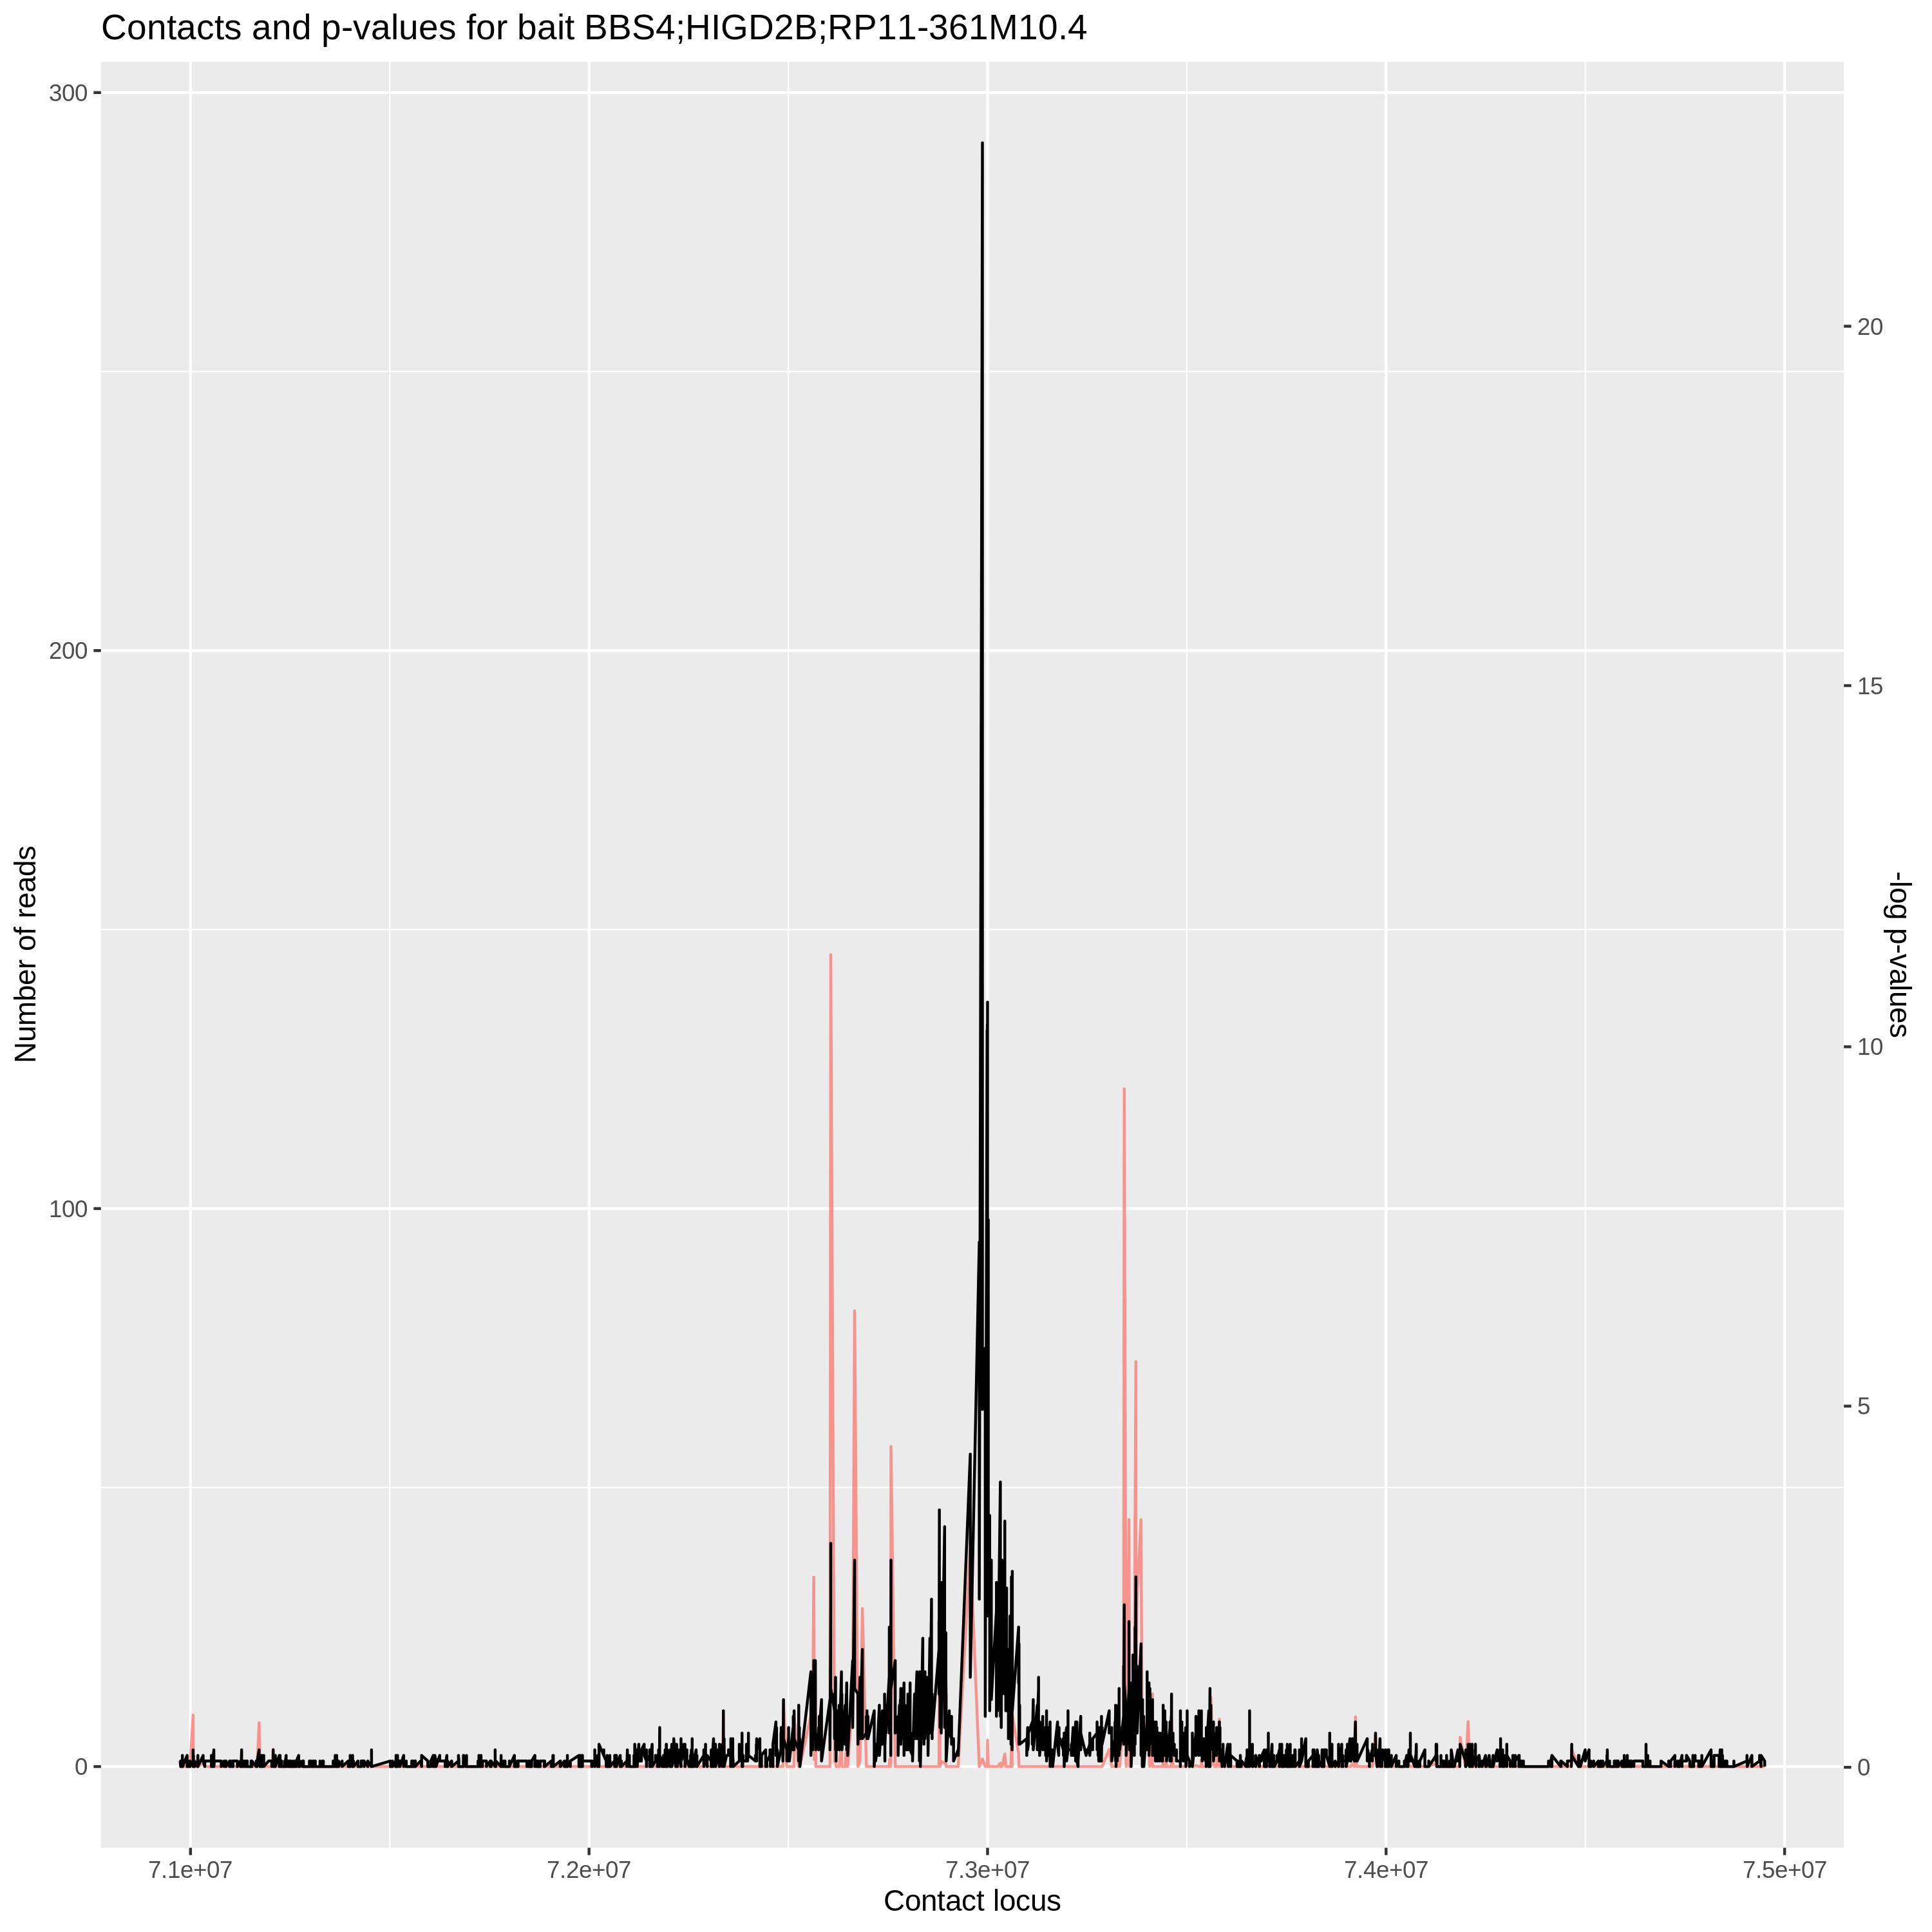 Contacts and p-values for bait BBS4;HIGD2B;RP11-361M10.4
300
200
100
0
Number of reads
20
15
10
5
0
-log p-values
7.1e+07
7.2e+07
7.3e+07
7.4e+07
7.5e+07
Contact locus